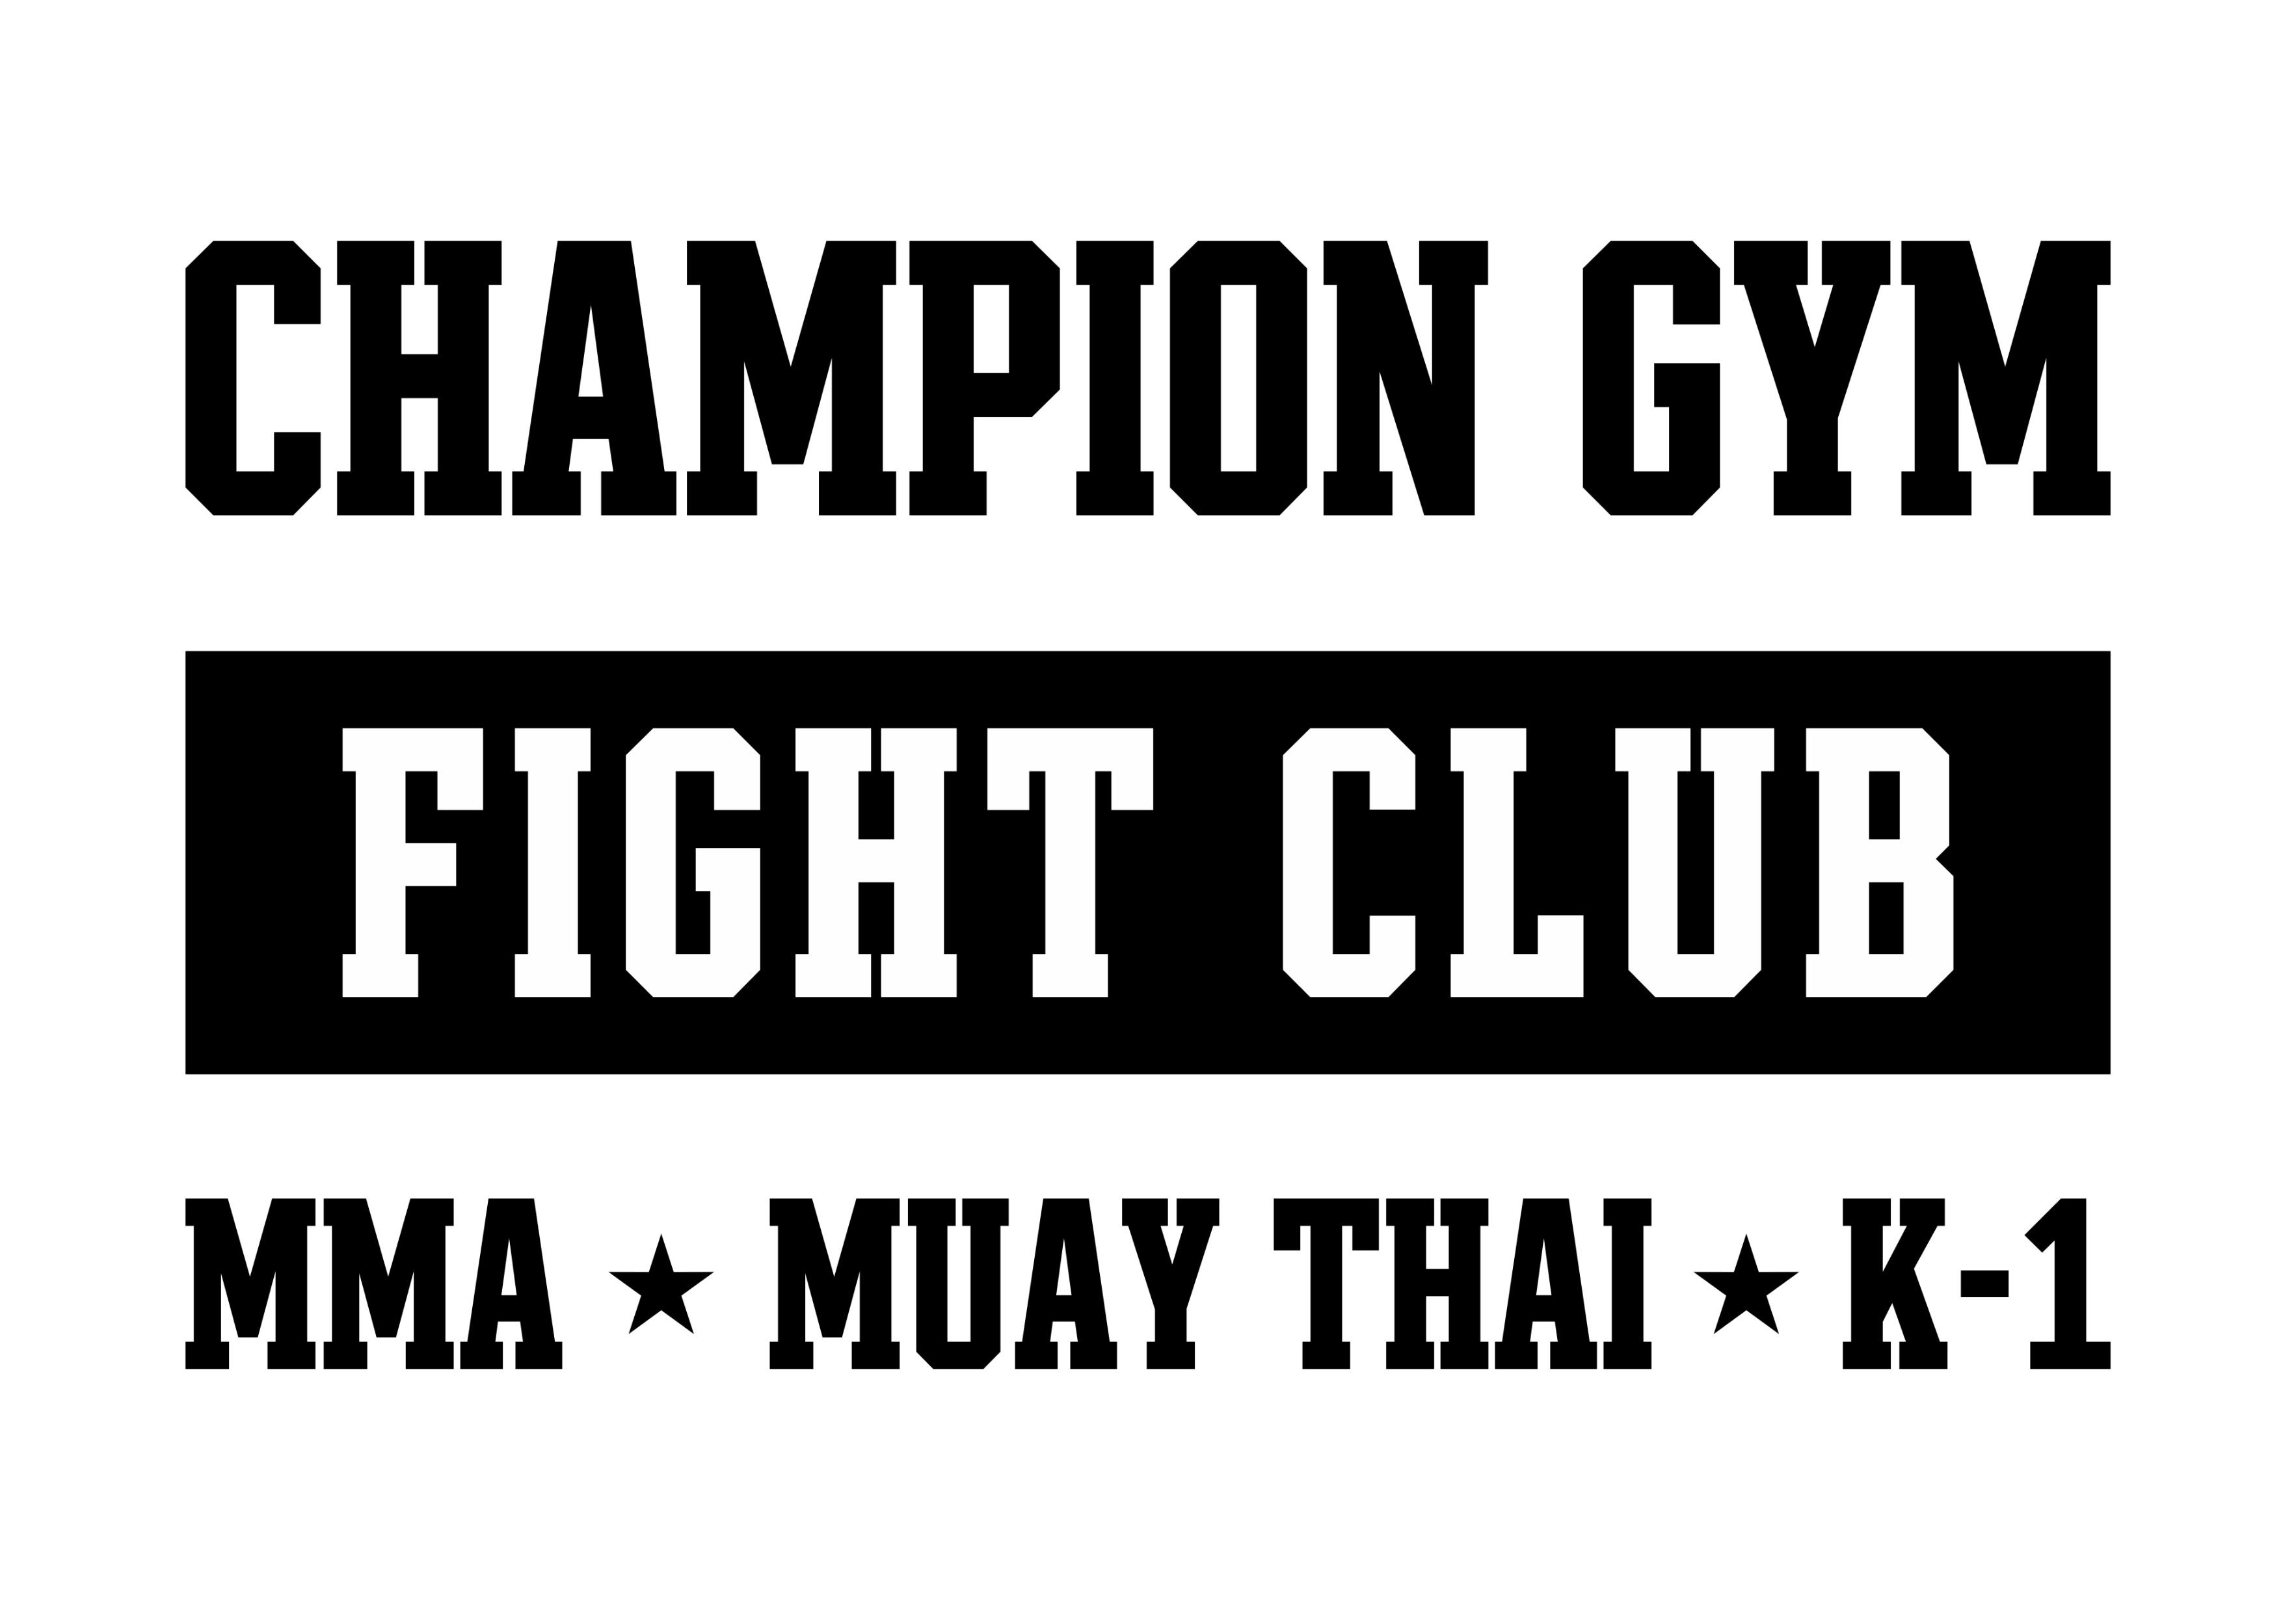 CHAMPION GYM
FIGHT CLUB
MMA ★ MUAY THAI ★ K-1